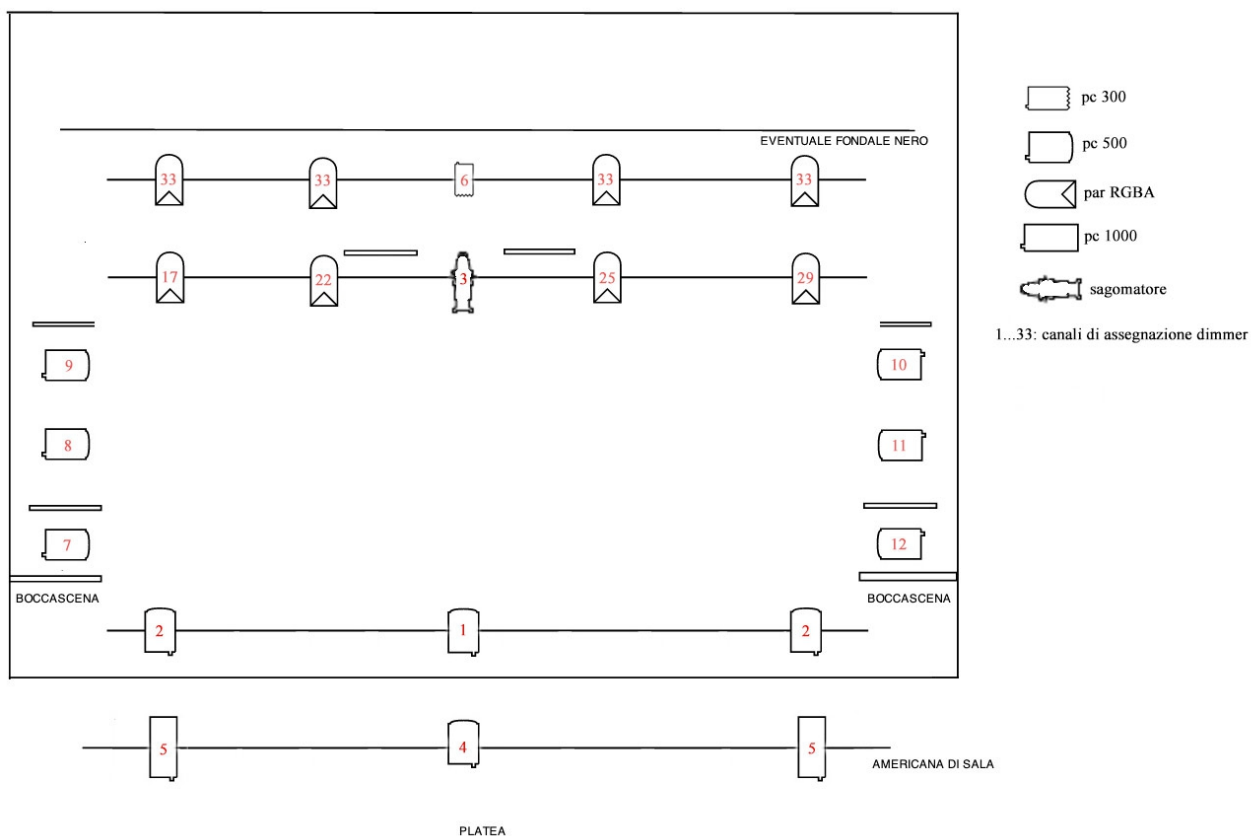 pc 300
EVENTUALE FONDALE NERO
pc 500
33 33 6 33 33
par RGBA
pc 1000
17 22 3 25 29
sagomatore
1...33: canali di assegnazione dimmer
9 10
8 11
7 12
BOCCASCENA BOCCASCENA
2 1 2
5 4 5
AMERICANA DI SALA
PLATEA